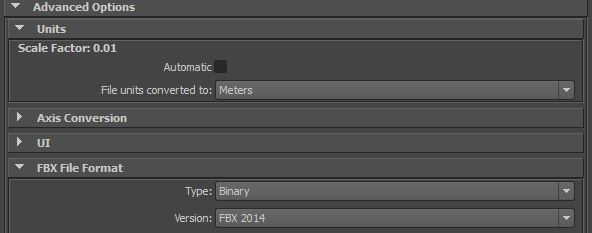 Advanced Options
Units
Scale Factor: 0.01
Automatic
File units converted to: Meters
Axis Conversion
UI
FBX File Format
Type: Binary
Version: FBX 2014